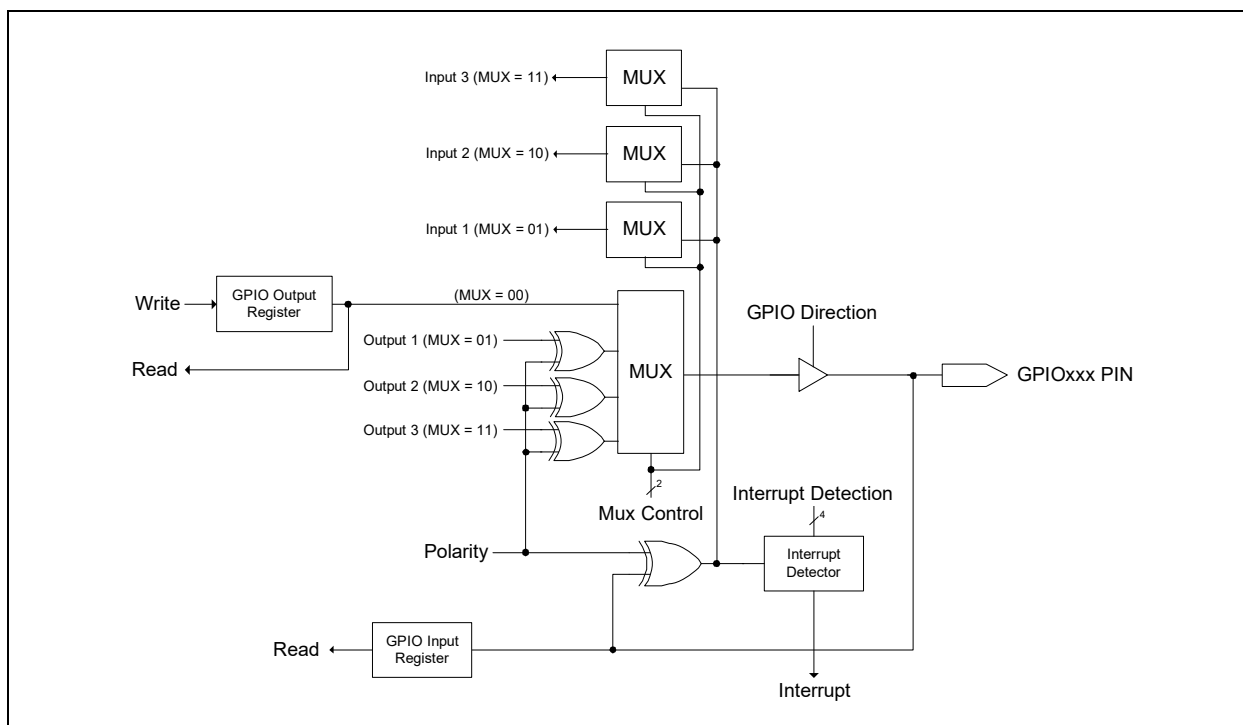 Input 3 (MUX = 11)
MUX
Input 2 (MUX = 10)
MUX
Input 1 (MUX = 01)
MUX
Write
GPIO Output
Register
(MUX = 00)
GPIO Direction
Output 1 (MUX = 01)
Read
MUX
GPIOxxx PIN
Output 2 (MUX = 10)
Output 3 (MUX = 11)
2
Mux Control
Interrupt Detection
4
Polarity
Interrupt
Detector
Read
GPIO Input
Register
Interrupt